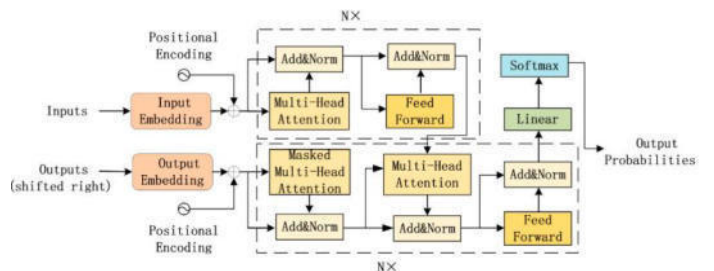 N×
Positional
Encoding
Add&Norm
Add&Norm
Softmax
Inputs
Input
Embedding
Multi-Head
Attention
Feed
Forward
Linear
Output
Probabilities
Outputs
(shifted right)
Output
Embedding
Masked
Multi-Head
Attention
Multi-Head
Attention
Add&Norm
Positional
Encoding
Add&Norm
Add&Norm
Feed
Forward
N×